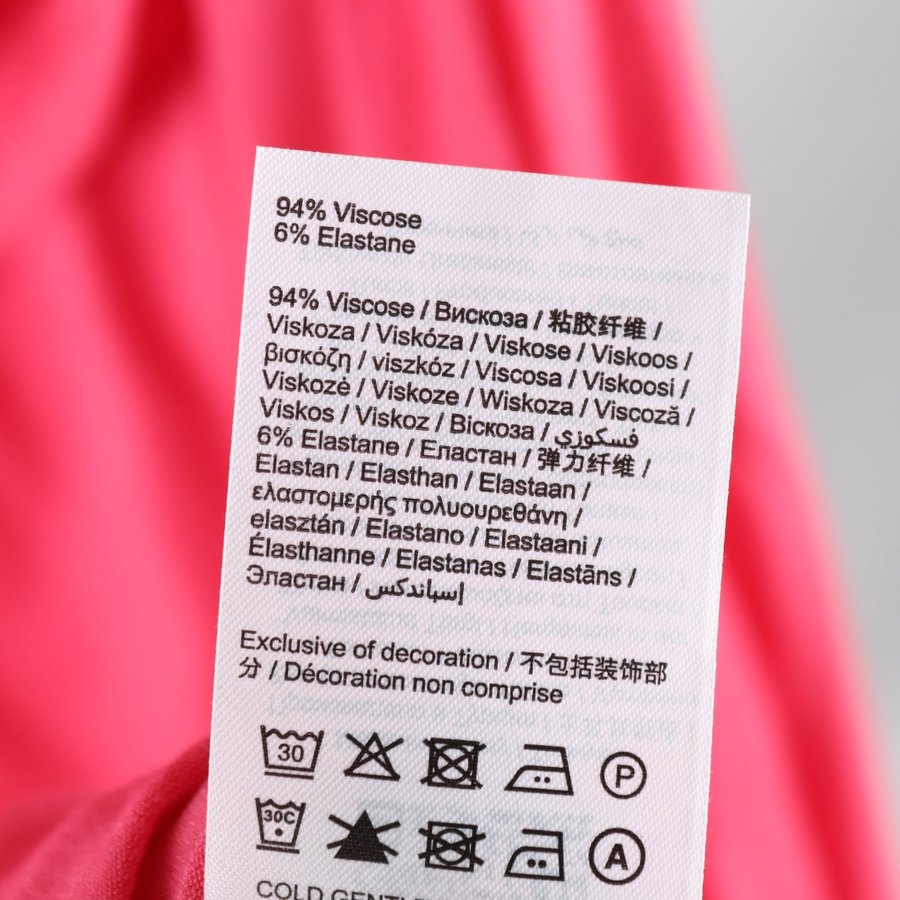 94% Viscose
6% Elastane
94% Viscose / Вискоза / 粘胶纤维 /
Viskoza / Viskóza / Viskose / Viskoos /
βισκόζη / viszkóz / Viscosa / Viskoosi /
Viskozė / Viskoze / Wiskoza / Viscoză /
Viskos / Viskoz / Віскоза / فسكوزي
6% Elastane / Еластан / 弹力纤维 /
Elastan / Elasthan / Elastaan /
ελαστομερής πολυουρεθάνη /
elasztán / Elastano / Elastaani /
Élasthanne / Elastanas / Elastāns /
Эластан / إسباندكس
Exclusive of decoration / 不包括装饰部
分 / Décoration non comprise
30 P
30C A
COLD